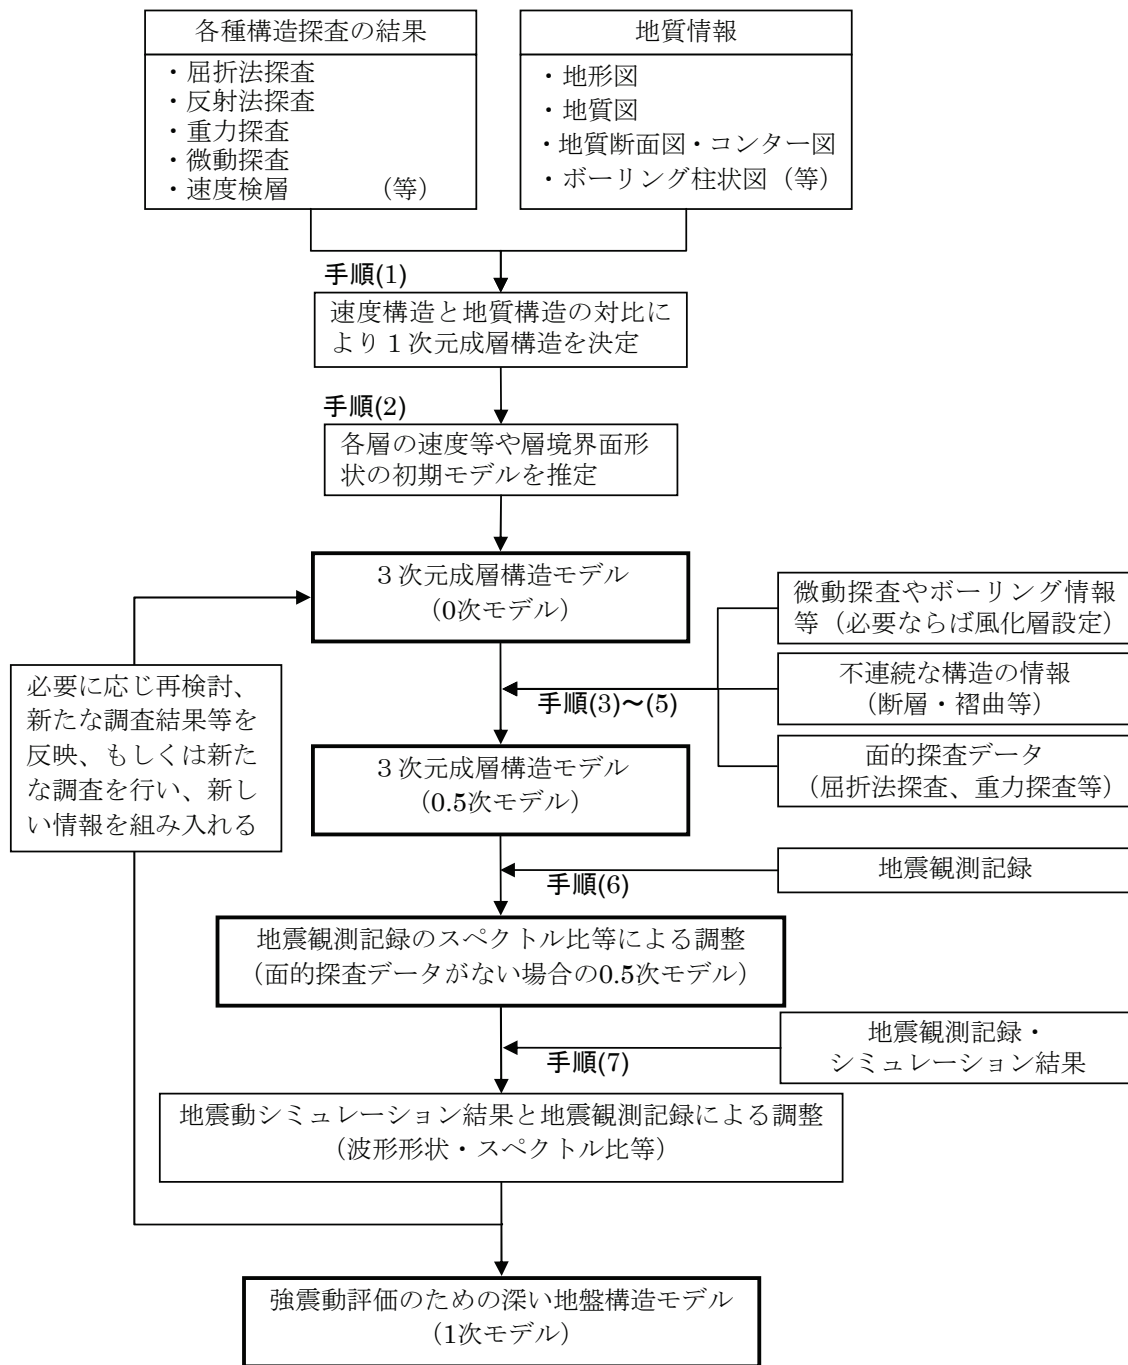 各種構造探査の結果
・屈折法探査
・反射法探査
・重力探査
・微動探査
・速度検層 （等）
地質情報
・地形図
・地質図
・地質断面図・コンター図
・ボーリング柱状図（等）
手順(1)
速度構造と地質構造の対比に
より１次元成層構造を決定
手順(2)
各層の速度等や層境界面形
状の初期モデルを推定
３次元成層構造モデル
（0次モデル）
微動探査やボーリング情報
等（必要ならば風化層設定）
不連続な構造の情報
（断層・褶曲等）
面的探査データ
（屈折法探査、重力探査等）
手順(3)～(5)
必要に応じ再検討、
新たな調査結果等を
反映、もしくは新た
な調査を行い、新し
い情報を組み入れる
３次元成層構造モデル
（0.5次モデル）
地震観測記録
手順(6)
地震観測記録のスペクトル比等による調整
（面的探査データがない場合の0.5次モデル）
地震観測記録・
シミュレーション結果
手順(7)
地震動シミュレーション結果と地震観測記録による調整
（波形形状・スペクトル比等）
強震動評価のための深い地盤構造モデル
（1次モデル）